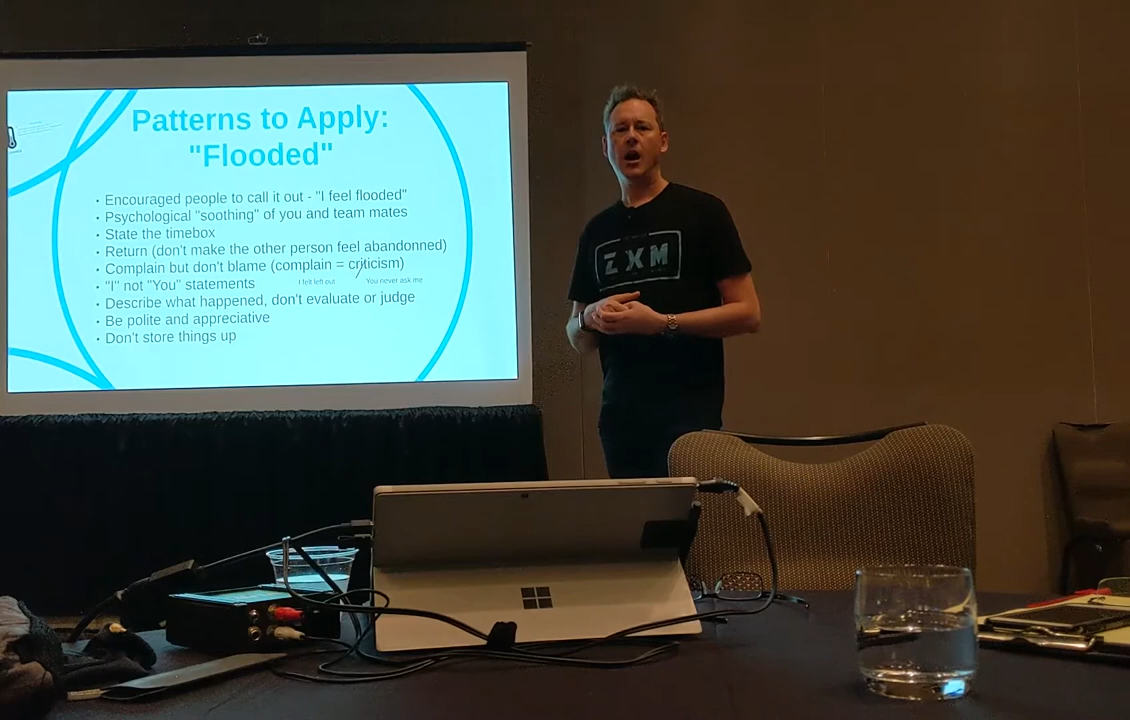 Patterns to Apply:
"Flooded"
• Encouraged people to call it out - "I feel flooded"
• Psychological "soothing" of you and team mates
• State the timebox
• Return (don't make the other person feel abandonned)
• Complain but don't blame (complain = criticism)
• "I" not "You" statements I felt left out You never ask me
• Describe what happened, don't evaluate or judge
• Be polite and appreciative
• Don't store things up
ZXM